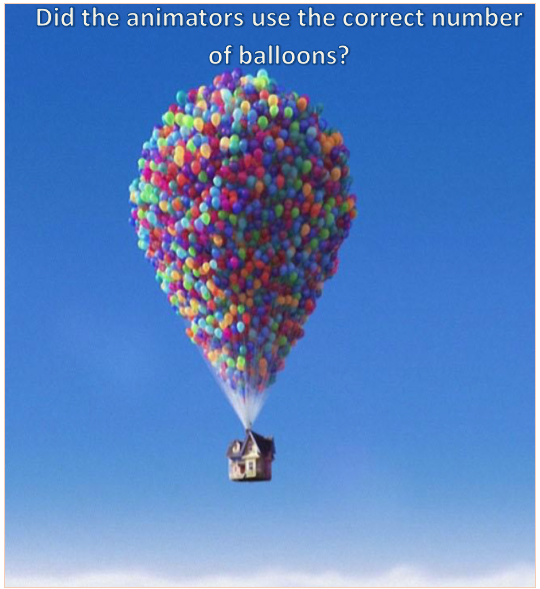 Did the animators use the correct number
of balloons?